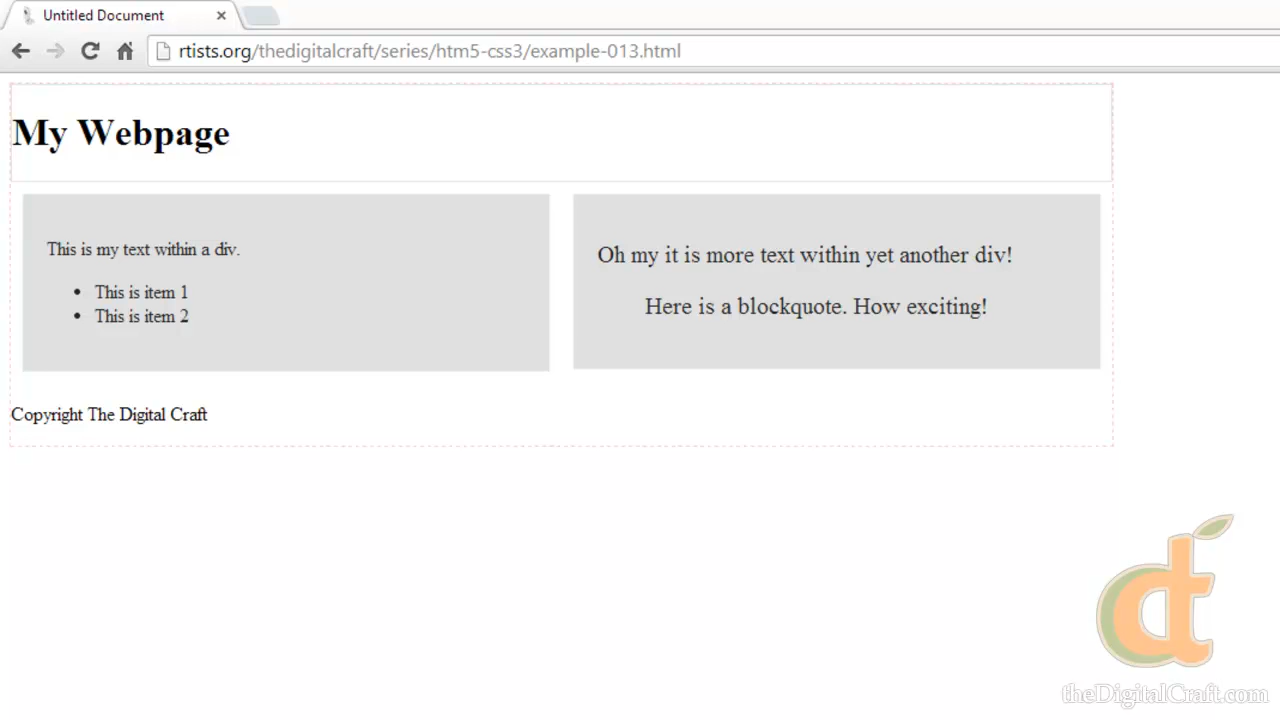 Untitled Document
rtists.org/thedigitalcraft/series/htm5-css3/example-013.html
My Webpage
This is my text within a div.
• This is item 1
• This is item 2
Oh my it is more text within yet another div!
Here is a blockquote. How exciting!
Copyright The Digital Craft
dt
theDigitalCraft.com